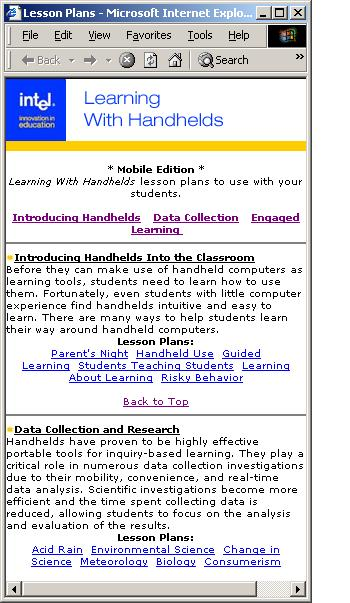 Lesson Plans - Microsoft Internet Explo...
File Edit View Favorites Tools Help
Back Search »
intel.
innovation in
education
Learning
With Handhelds
* Mobile Edition *
Learning With Handhelds lesson plans to use with your
students.
Introducing Handhelds Data Collection Engaged
Learning
Introducing Handhelds Into the Classroom
Before they can make use of handheld computers as
learning tools, students need to learn how to use
them. Fortunately, even students with little computer
experience find handhelds intuitive and easy to
learn. There are many ways to help students learn
their way around handheld computers.
Lesson Plans:
Parent's Night Handheld Use Guided
Learning Students Teaching Students Learning
About Learning Risky Behavior
Back to Top
Data Collection and Research
Handhelds have proven to be highly effective
portable tools for inquiry-based learning. They play a
critical role in numerous data collection investigations
due to their mobility, convenience, and real-time
data analysis. Scientific investigations become more
efficient and the time spent collecting data is
reduced, allowing students to focus on the analysis
and evaluation of the results.
Lesson Plans:
Acid Rain Environmental Science Change in
Science Meteorology Biology Consumerism